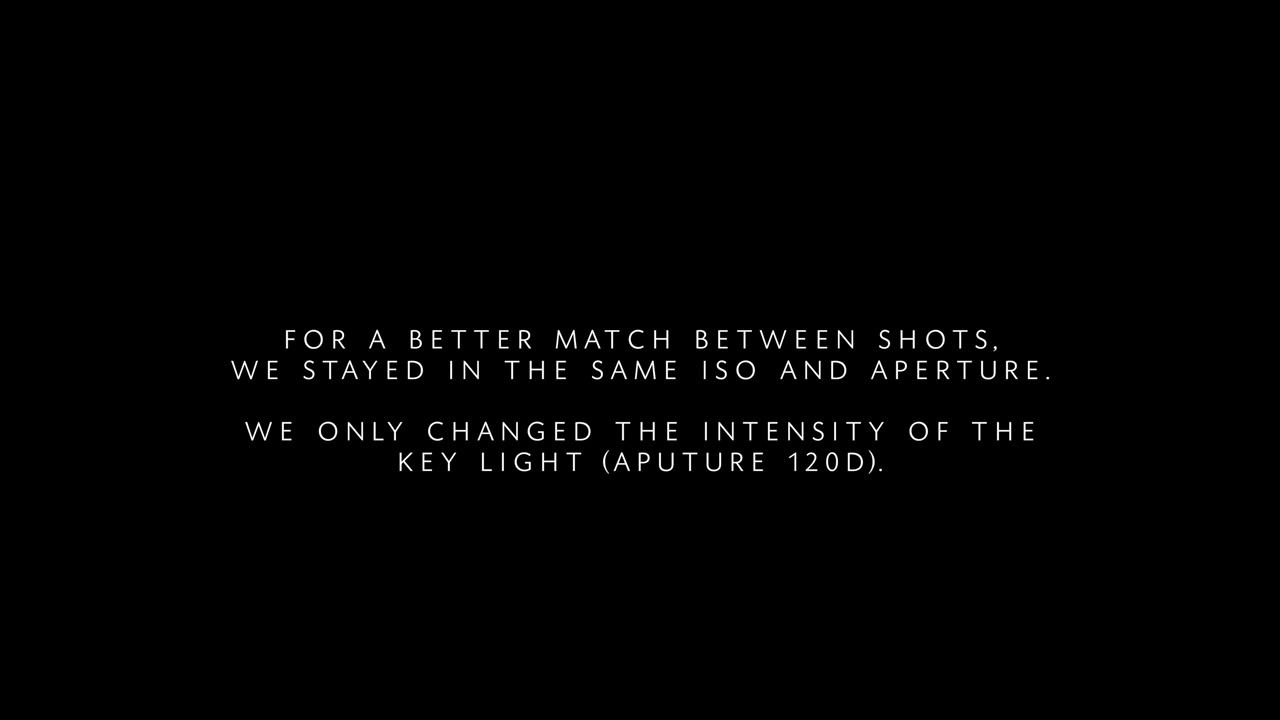 FOR A BETTER MATCH BETWEEN SHOTS,
WE STAYED IN THE SAME ISO AND APERTURE.
WE ONLY CHANGED THE INTENSITY OF THE
KEY LIGHT (APUTURE 120D).